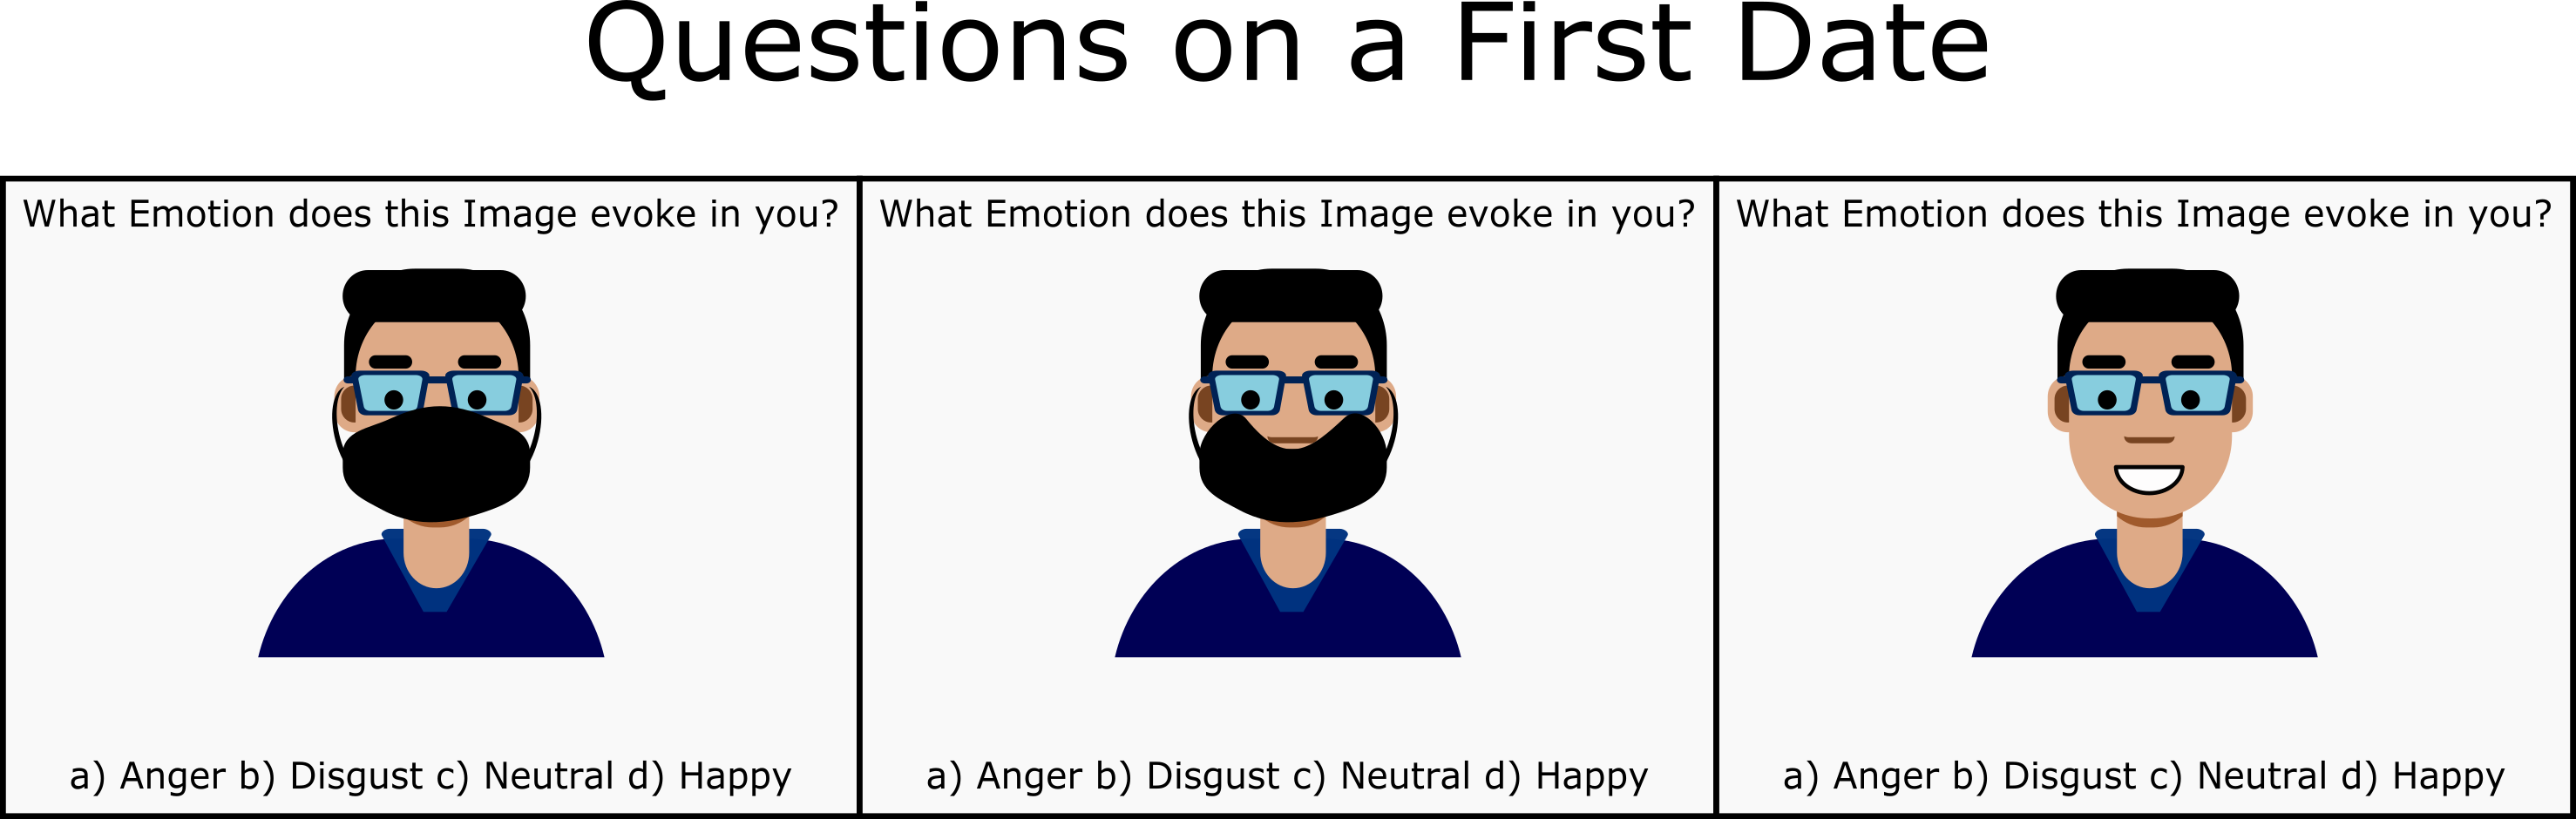 Questions on a First Date
What Emotion does this Image evoke in you?
a) Anger b) Disgust c) Neutral d) Happy
What Emotion does this Image evoke in you?
a) Anger b) Disgust c) Neutral d) Happy
What Emotion does this Image evoke in you?
a) Anger b) Disgust c) Neutral d) Happy